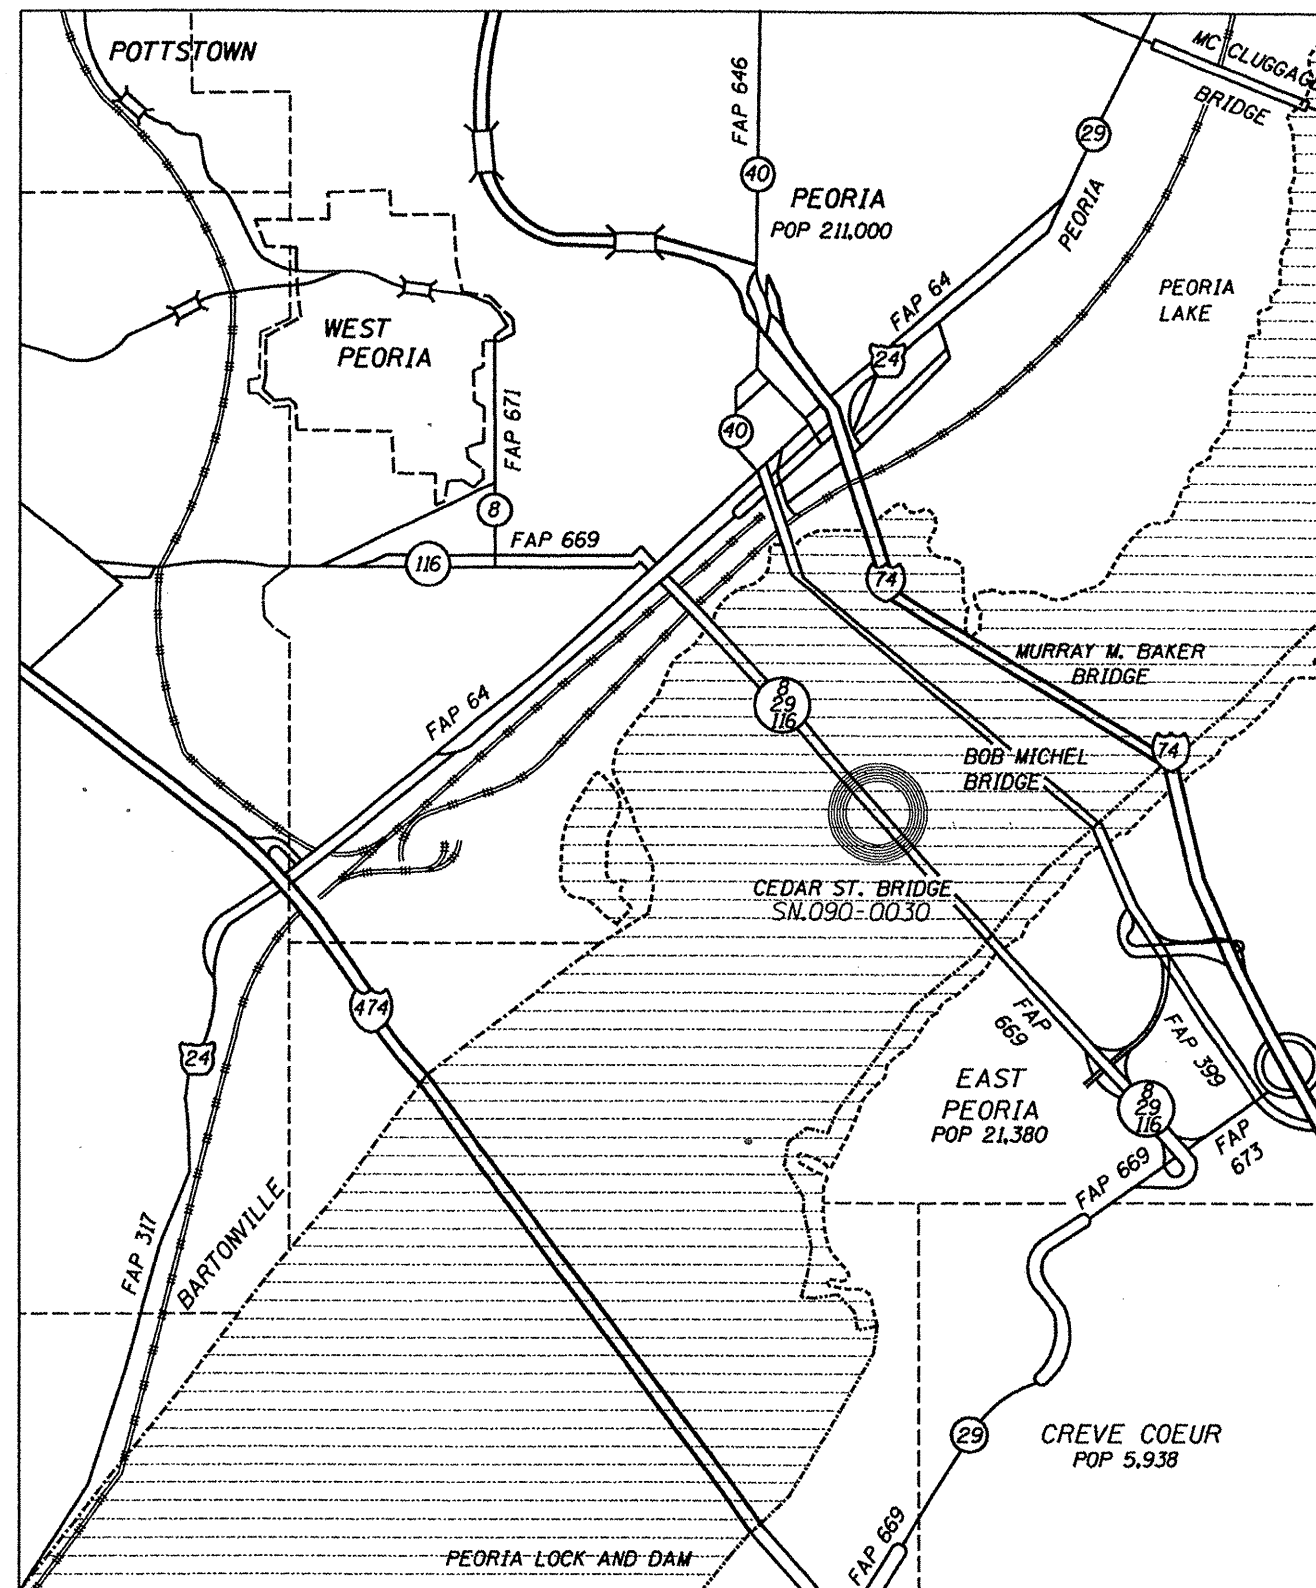 POTTSTOWN
MC CLUGGAG
BRIDGE
FAP 646
29
40
PEORIA
POP 211,000
PEORIA
PEORIA
LAKE
FAP 64
WEST
PEORIA
24
FAP 671
40
8
FAP 669
116
74
MURRAY M. BAKER
BRIDGE
FAP 64
8
29
116
74
BOB MICHEL
BRIDGE
CEDAR ST. BRIDGE
SN.090-0030
474
FAP
669
24
FAP 399
EAST
PEORIA
POP 21,380
8
29
116
FAP
673
FAP 669
FAP 317
BARTONVILLE
29
CREVE COEUR
POP 5,938
FAP 669
PEORIA LOCK AND DAM